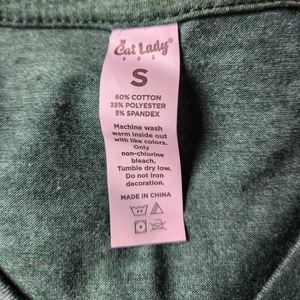 Cat Lady®
BOX
S
60% COTTON
35% POLYESTER
5% SPANDEX
Machine wash
warm inside out
with like colors.
Only
non-chlorine
bleach.
Tumble dry low.
Do not iron
decoration.
MADE IN CHINA